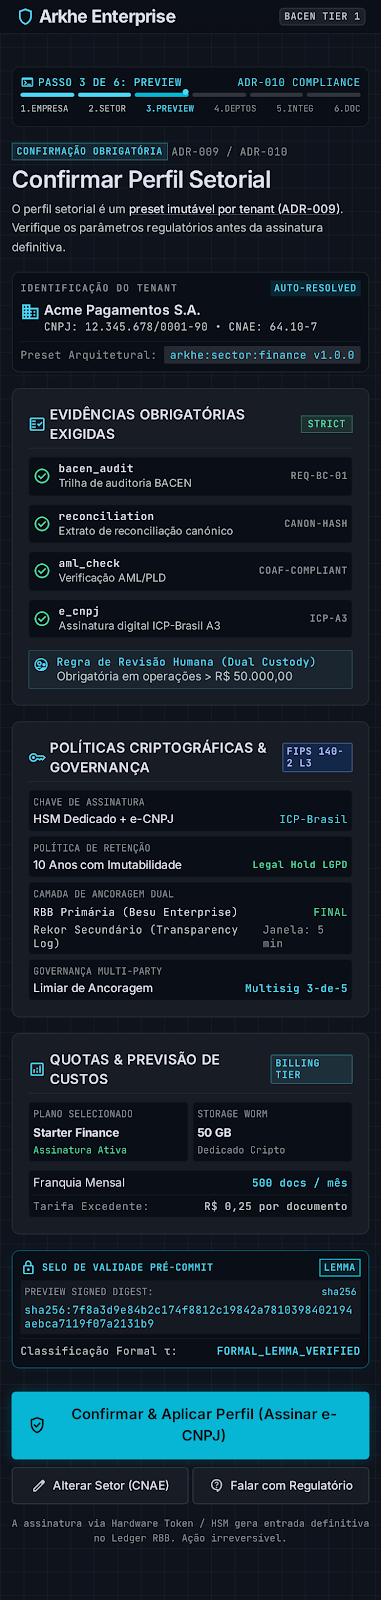 Arkhe Enterprise
BACEN TIER 1
PASSO 3 DE 6: PREVIEW
ADR-010 COMPLIANCE
1.EMPRESA 2.SETOR 3.PREVIEW 4.DEPTOS 5.INTEG 6.DOC
CONFIRMAÇÃO OBRIGATÓRIA ADR-009 / ADR-010
Confirmar Perfil Setorial
O perfil setorial é um preset imutável por tenant (ADR-009).
Verifique os parâmetros regulatórios antes da assinatura
definitiva.
IDENTIFICAÇÃO DO TENANT
AUTO-RESOLVED
Acme Pagamentos S.A.
CNPJ: 12.345.678/0001-90 • CNAE: 64.10-7
Preset Arquitetural: arkhe:sector:finance v1.0.0
EVIDÊNCIAS OBRIGATÓRIAS
EXIGIDAS
STRICT
bacen_audit
Trilha de auditoria BACEN
REQ-BC-01
reconciliation
Extrato de reconciliação canónico
CANON-HASH
aml_check
Verificação AML/PLD
COAF-COMPLIANT
e_cnpj
Assinatura digital ICP-Brasil A3
ICP-A3
Regra de Revisão Humana (Dual Custody)
Obrigatória em operações > R$ 50.000,00
POLÍTICAS CRIPTOGRÁFICAS &
GOVERNANÇA
FIPS 140-
2 L3
CHAVE DE ASSINATURA
HSM Dedicado + e-CNPJ
ICP-Brasil
POLÍTICA DE RETENÇÃO
10 Anos com Imutabilidade
Legal Hold LGPD
CAMADA DE ANCORAGEM DUAL
RBB Primária (Besu Enterprise)
FINAL
Rekor Secundário (Transparency
Log)
Janela: 5
min
GOVERNANÇA MULTI-PARTY
Limiar de Ancoragem
Multisig 3-de-5
QUOTAS & PREVISÃO DE
CUSTOS
BILLING
TIER
PLANO SELECIONADO
Starter Finance
Assinatura Ativa
STORAGE WORM
50 GB
Dedicado Cripto
Franquia Mensal
500 docs / mês
Tarifa Excedente:
R$ 0,25 por documento
SELO DE VALIDADE PRÉ-COMMIT
LEMMA
PREVIEW SIGNED DIGEST:
sha256
sha256:7f8a3d9e84b2c174f8812c19842a7810398402194
aebca7119f07a2131b9
Classificação Formal τ:
FORMAL_LEMMA_VERIFIED
Confirmar & Aplicar Perfil (Assinar e-
CNPJ)
Alterar Setor (CNAE)
Falar com Regulatório
A assinatura via Hardware Token / HSM gera entrada definitiva
no Ledger RBB. Ação irreversível.